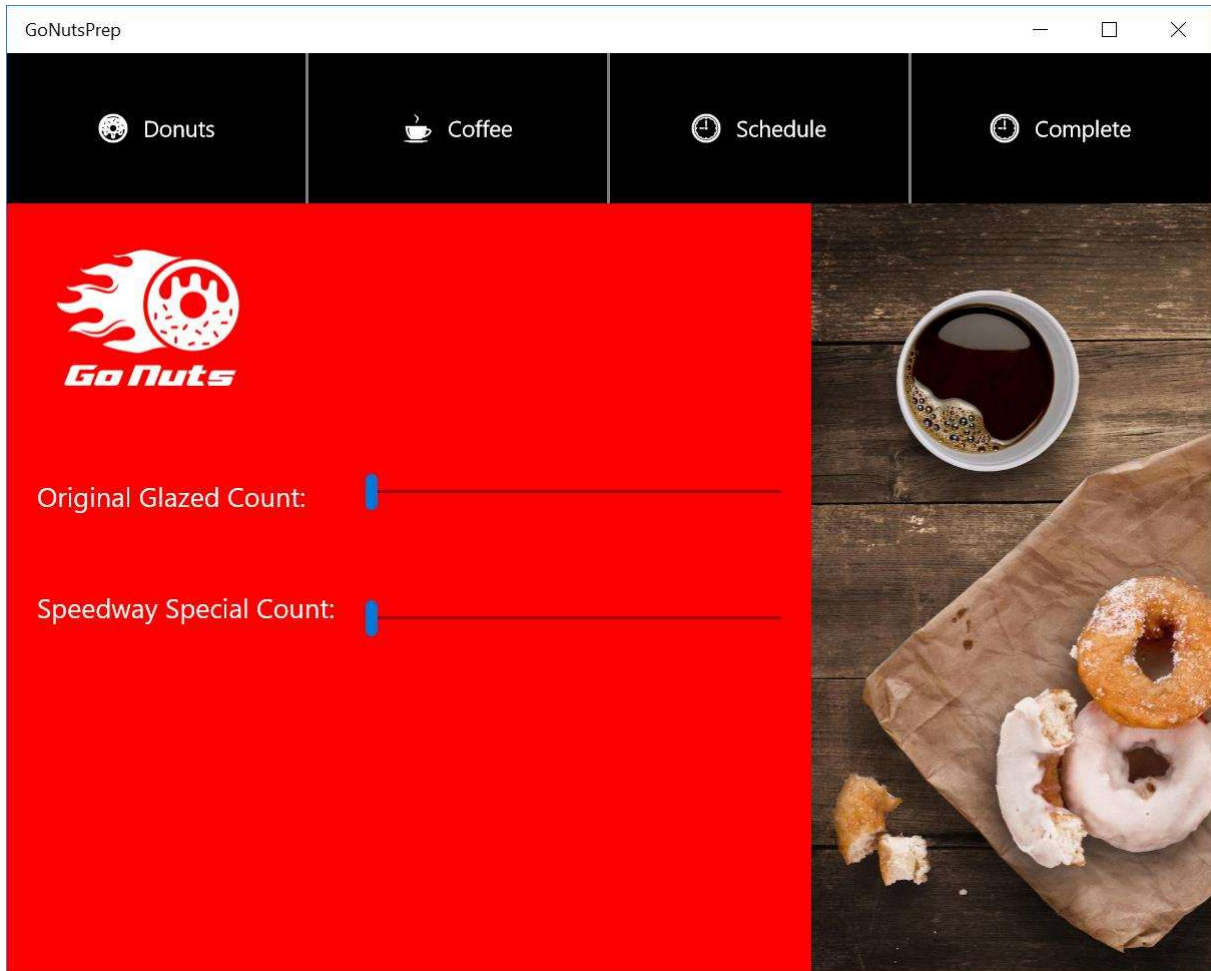 GoNutsPrep
Donuts
Coffee
Schedule
Complete
Go Nuts
Original Glazed Count:
Speedway Special Count: